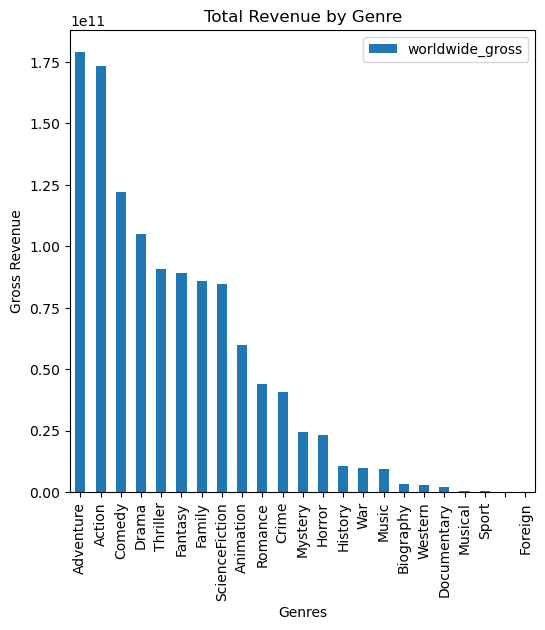 Total Revenue by Genre
1e11
worldwide_gross
1.75
1.50
1.25
1.00
0.75
0.50
0.25
0.00
Gross Revenue
Adventure
Action
Comedy
Drama
Thriller
Fantasy
Family
ScienceFiction
Animation
Romance
Crime
Mystery
Horror
History
War
Music
Biography
Western
Documentary
Musical
Sport
Foreign
Genres